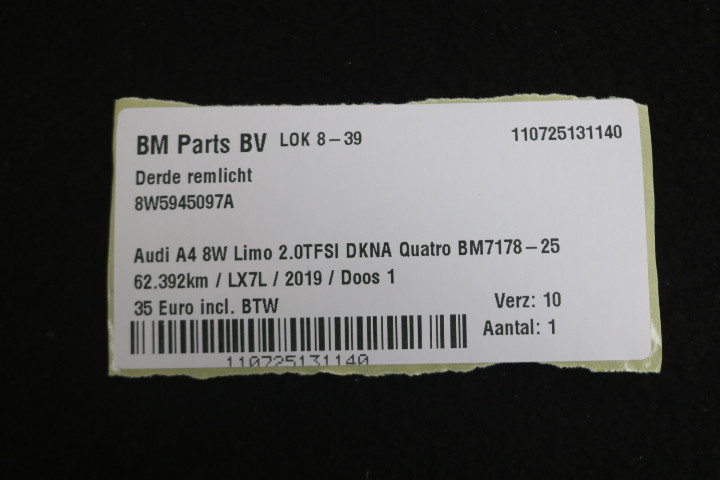 BM Parts BV LOK 8-39 110725131140
Derde remlicht
8W5945097A
Audi A4 8W Limo 2.0TFSI DKNA Quatro BM7178-25
62.392km / LX7L / 2019 / Doos 1
35 Euro incl. BTW Verz: 10
Aantal: 1
110725131140